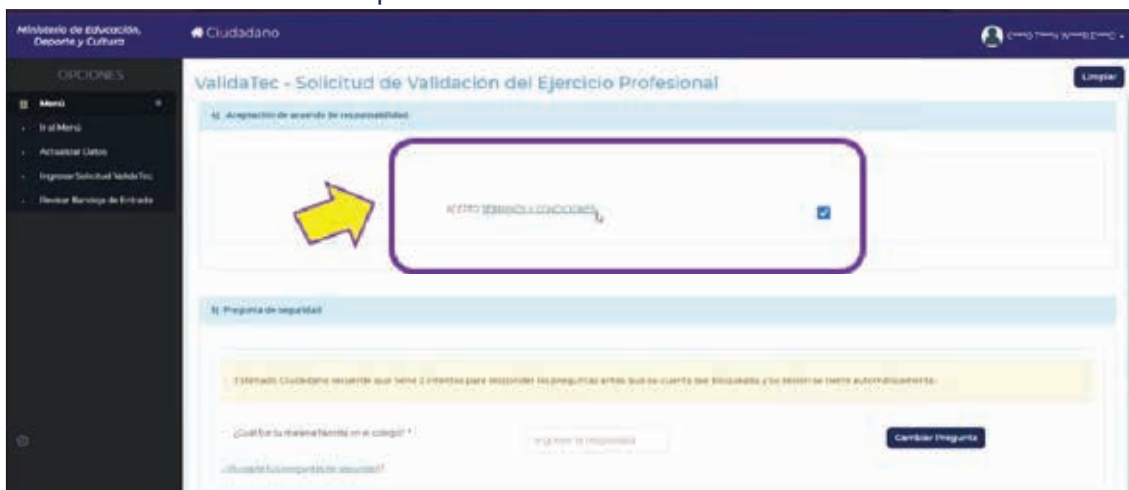 Ministerio de Educación,
Deporte y Cultura
Ciudadano
OPCIONES
Menú
Ir al Menú
Actualizar Datos
Ingresar Solicitud ValidaTec
Revisar Bandeja de Entrada
ValidaTec - Solicitud de Validación del Ejercicio Profesional
Limpiar
a) Aceptación de acuerdo de responsabilidad
ACEPTO TÉRMINOS Y CONDICIONES
b) Pregunta de seguridad
Estimado Ciudadano recuerde que tiene 2 intentos para responder las preguntas antes que su cuenta sea bloqueada y su sesión se cierre automáticamente.
¿Cuál fue tu materia favorita en el colegio? *
Ingrese la respuesta
Cambiar Pregunta